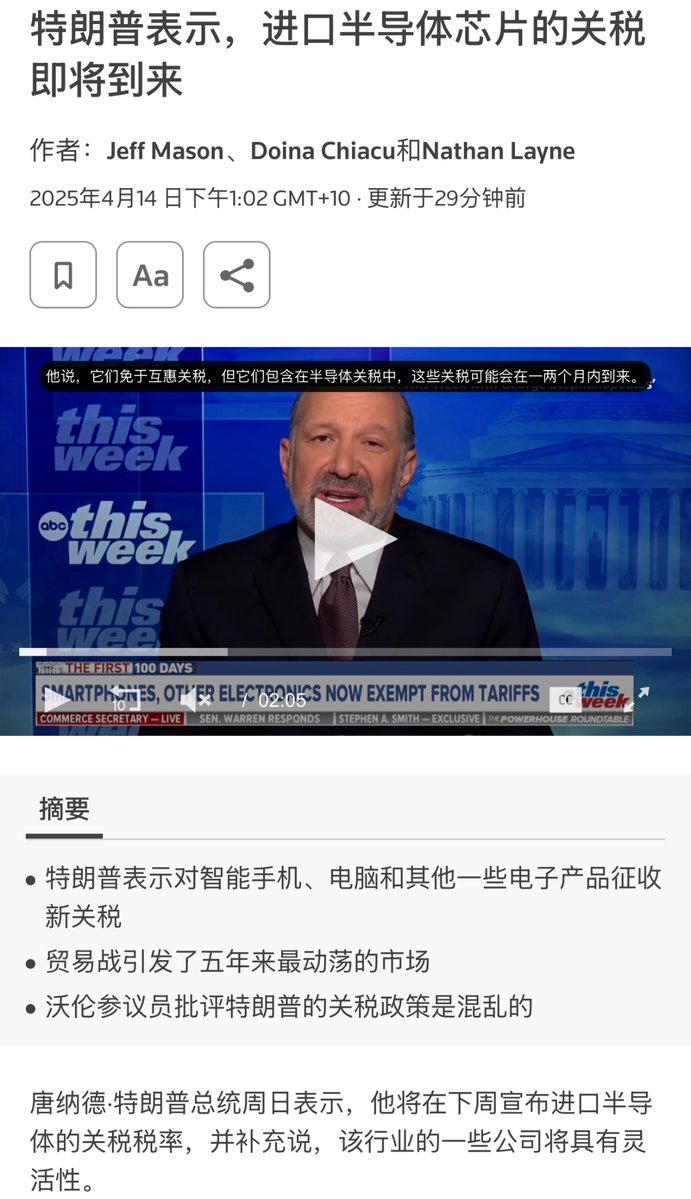 特朗普表示，进口半导体芯片的关税
即将到来
作者：Jeff Mason、Doina Chiacu和Nathan Layne
2025年4月14 日下午1:02 GMT+10 · 更新于29分钟前
Aa
this week
他说，它们免于互惠关税，但它们包含在半导体关税中，这些关税可能会在一两个月内到来。
this
week
abc this
week
this
week
THE FIRST 100 DAYS
SMARTPHONES, OTHER ELECTRONICS NOW EXEMPT FROM TARIFFS
10
/ 02:05
CC
this
week
COMMERCE SECRETARY – LIVE
SEN. WARREN RESPONDS
STEPHEN A. SMITH – EXCLUSIVE
THE POWERHOUSE ROUNDTABLE
摘要
特朗普表示对智能手机、电脑和其他一些电子产品征收
新关税
贸易战引发了五年来最动荡的市场
沃伦参议员批评特朗普的关税政策是混乱的
唐纳德·特朗普总统周日表示，他将在下周宣布进口半导
体的关税税率，并补充说，该行业的一些公司将具有灵
活性。